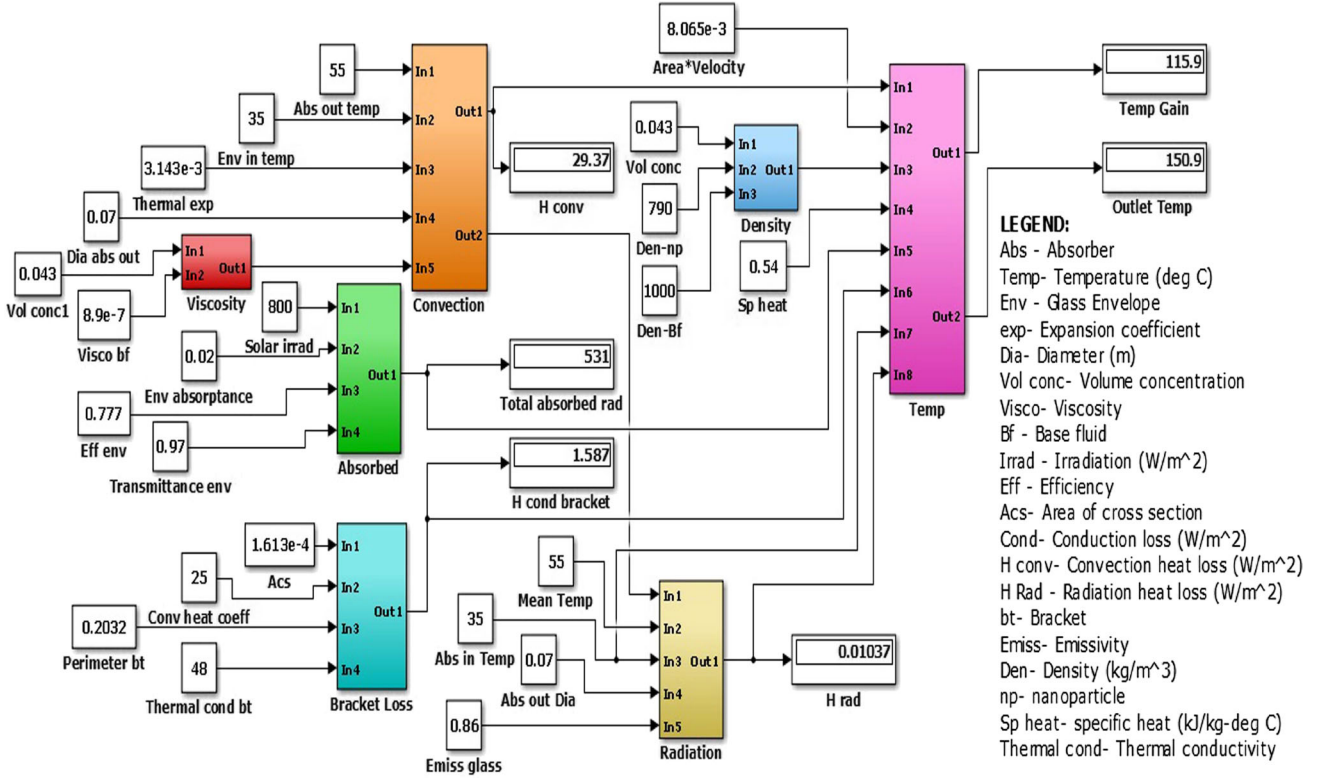 8.065e-3
Area*Velocity
55
Abs out temp
35
Env in temp
3.143e-3
Thermal exp
0.07
Dia abs out
0.043
Vol conc1
8.9e-7
Visco bf
In1
In2
Out1
Viscosity
In1
In2
In3
In4
In5
Out1
Out2
Convection
29.37
H conv
0.043
Vol conc
790
Den-np
1000
Den-Bf
In1
In2
In3
Out1
Density
0.54
Sp heat
In1
In2
In3
In4
In5
In6
In7
In8
Out1
Out2
Temp
115.9
Temp Gain
150.9
Outlet Temp
800
Solar irrad
0.02
Env absorptance
0.777
Eff env
0.97
Transmittance env
In1
In2
In3
In4
Out1
Absorbed
531
Total absorbed rad
1.587
H cond bracket
1.613e-4
Acs
25
Conv heat coeff
0.2032
Perimeter bt
48
Thermal cond bt
In1
In2
In3
In4
Out1
Bracket Loss
55
Mean Temp
35
Abs in Temp
0.07
Abs out Dia
0.86
Emiss glass
In1
In2
In3
In4
In5
Out1
Radiation
0.01037
H rad
LEGEND:
Abs - Absorber
Temp- Temperature (deg C)
Env - Glass Envelope
exp- Expansion coefficient
Dia- Diameter (m)
Vol conc- Volume concentration
Visco- Viscosity
Bf - Base fluid
Irrad - Irradiation (W/m^2)
Eff - Efficiency
Acs- Area of cross section
Cond- Conduction loss (W/m^2)
H conv- Convection heat loss (W/m^2)
H Rad - Radiation heat loss (W/m^2)
bt- Bracket
Emiss- Emissivity
Den- Density (kg/m^3)
np- nanoparticle
Sp heat- specific heat (kJ/kg-deg C)
Thermal cond- Thermal conductivity